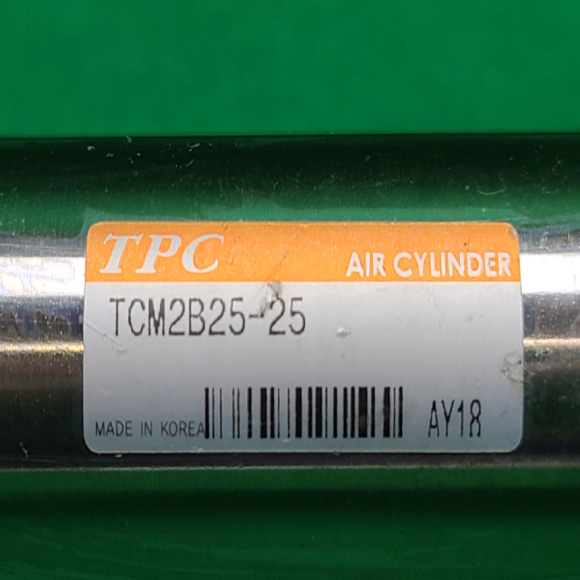 TPC AIR CYLINDER
TCM2B25-25
MADE IN KOREA AY18